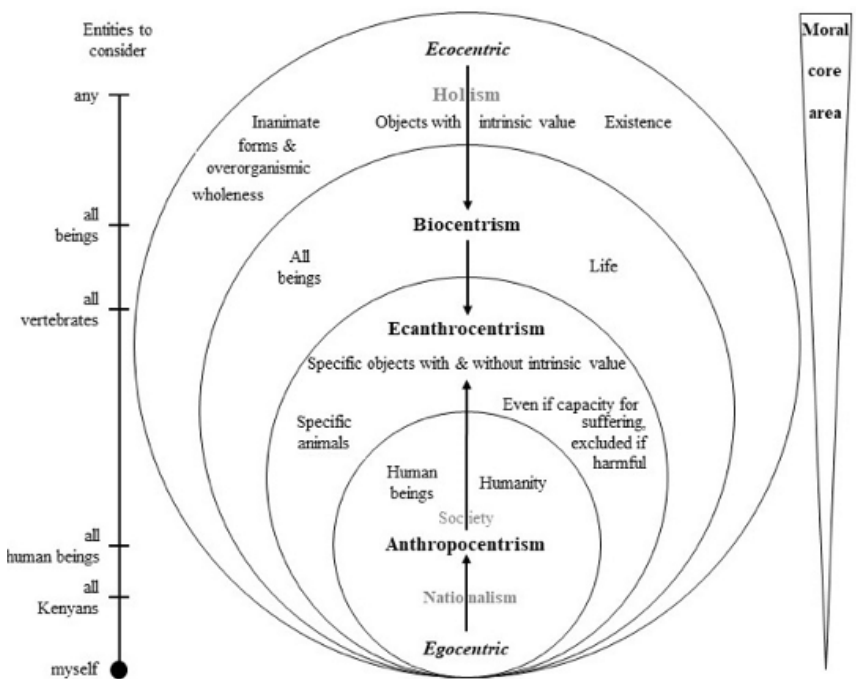 Entities to
consider
any
all
beings
all
vertebrates
all
human beings
all
Kenyans
myself
Ecocentric
Holism
Objects with intrinsic value
Inanimate
forms &
overorganismic
wholeness
Existence
Biocentrism
All
beings
Life
Ecanthrocentrism
Specific objects with & without intrinsic value
Specific
animals
Even if capacity for
suffering,
excluded if
harmful
Human
beings
Humanity
Society
Anthropocentrism
Nationalism
Egocentric
Moral
core
area